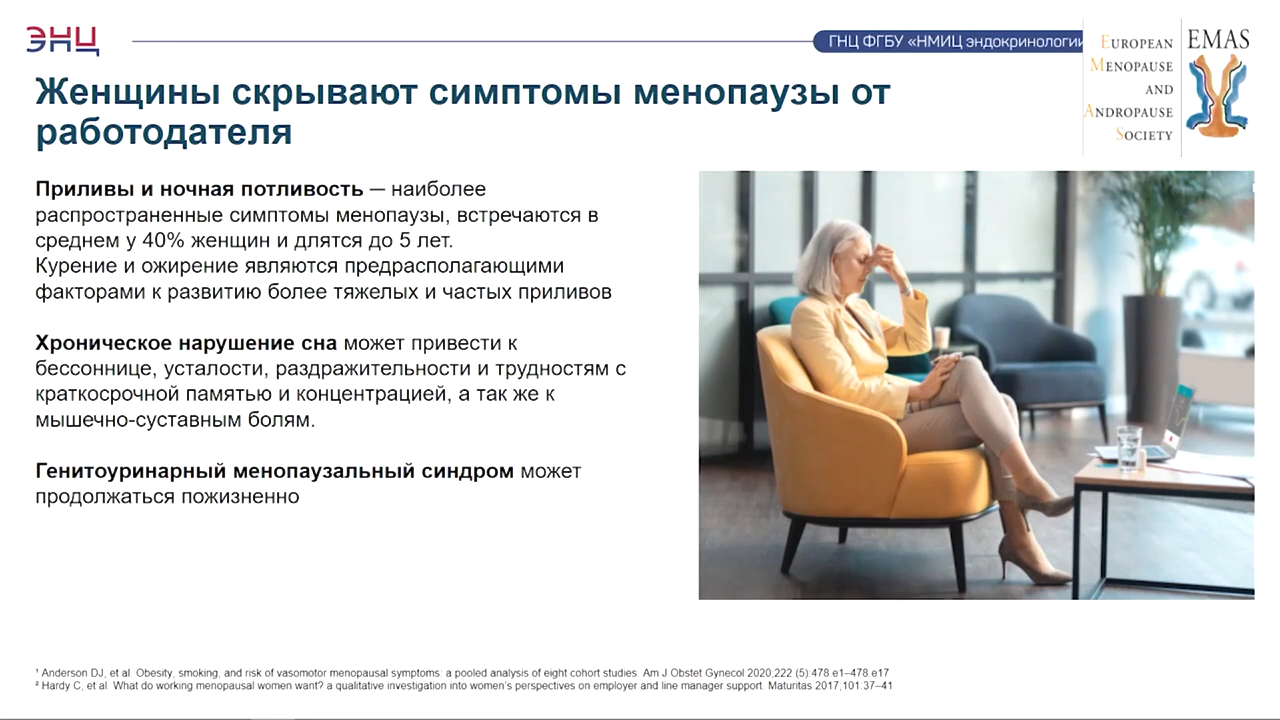 ЭНЦ
ГНЦ ФГБУ «НМИЦ эндокринологии
EUROPEAN
MENOPAUSE
AND
ANDROPAUSE
SOCIETY
EMAS
Женщины скрывают симптомы менопаузы от
работодателя
Приливы и ночная потливость — наиболее
распространенные симптомы менопаузы, встречаются в
среднем у 40% женщин и длятся до 5 лет.
Курение и ожирение являются предрасполагающими
факторами к развитию более тяжелых и частых приливов
Хроническое нарушение сна может привести к
бессоннице, усталости, раздражительности и трудностям с
краткосрочной памятью и концентрацией, а так же к
мышечно-суставным болям.
Генитоуринарный менопаузальный синдром может
продолжаться пожизненно
¹ Anderson DJ, et al. Obesity, smoking, and risk of vasomotor menopausal symptoms: a pooled analysis of eight cohort studies. Am J Obstet Gynecol 2020;222 (5):478 e1–478 e17
² Hardy C, et al. What do working menopausal women want? a qualitative investigation into women's perspectives on employer and line manager support. Maturitas 2017;101:37–41